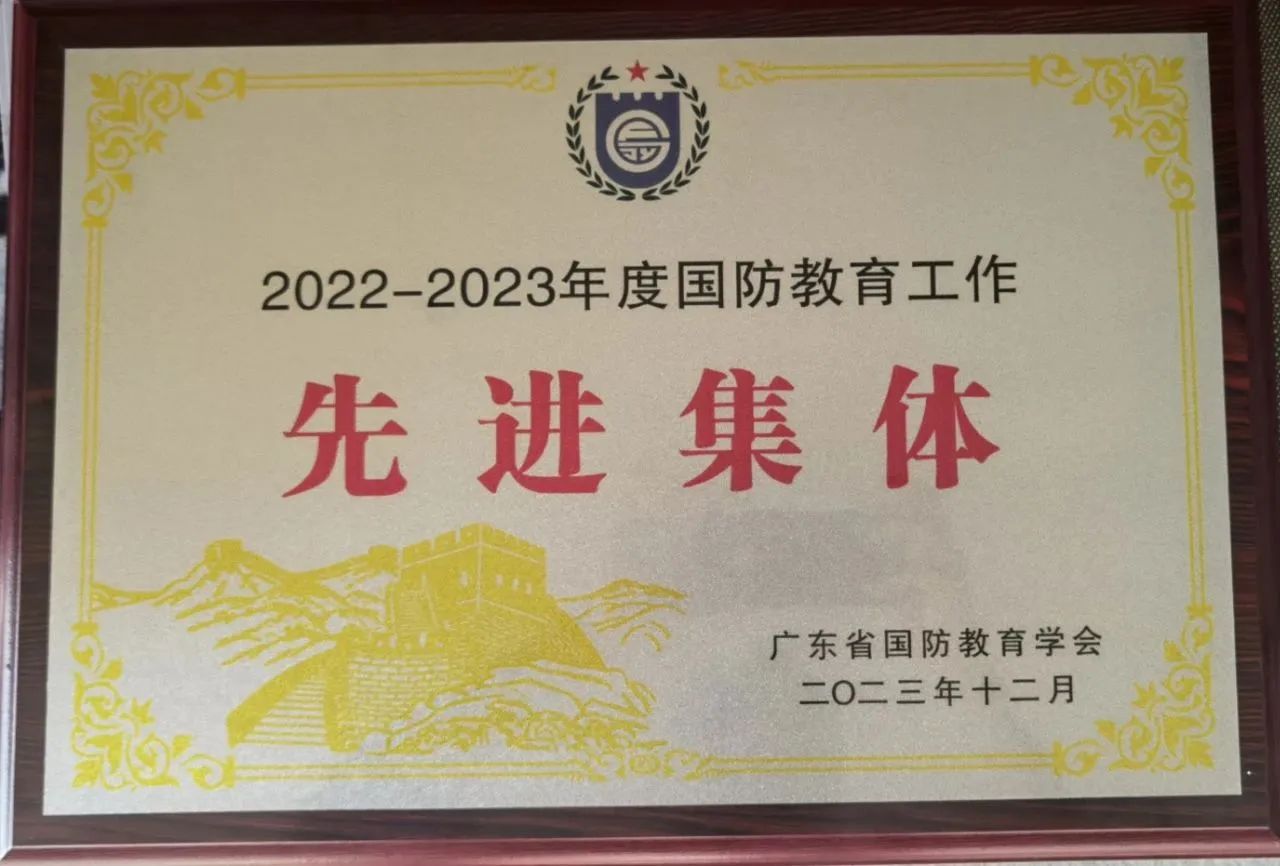 2022-2023年度国防教育工作
先进集体
广东省国防教育学会
二〇二三年十二月